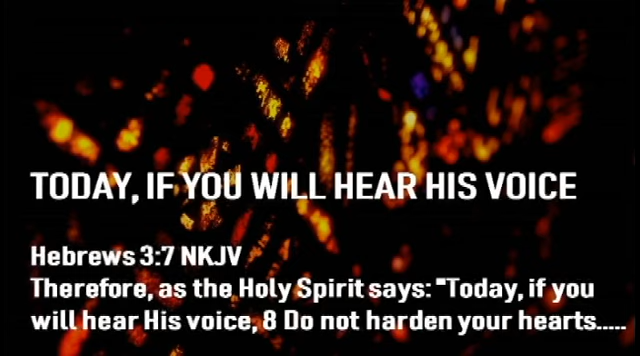 TODAY, IF YOU WILL HEAR HIS VOICE
Hebrews 3:7 NKJV
Therefore, as the Holy Spirit says: "Today, if you
will hear His voice, 8 Do not harden your hearts.....